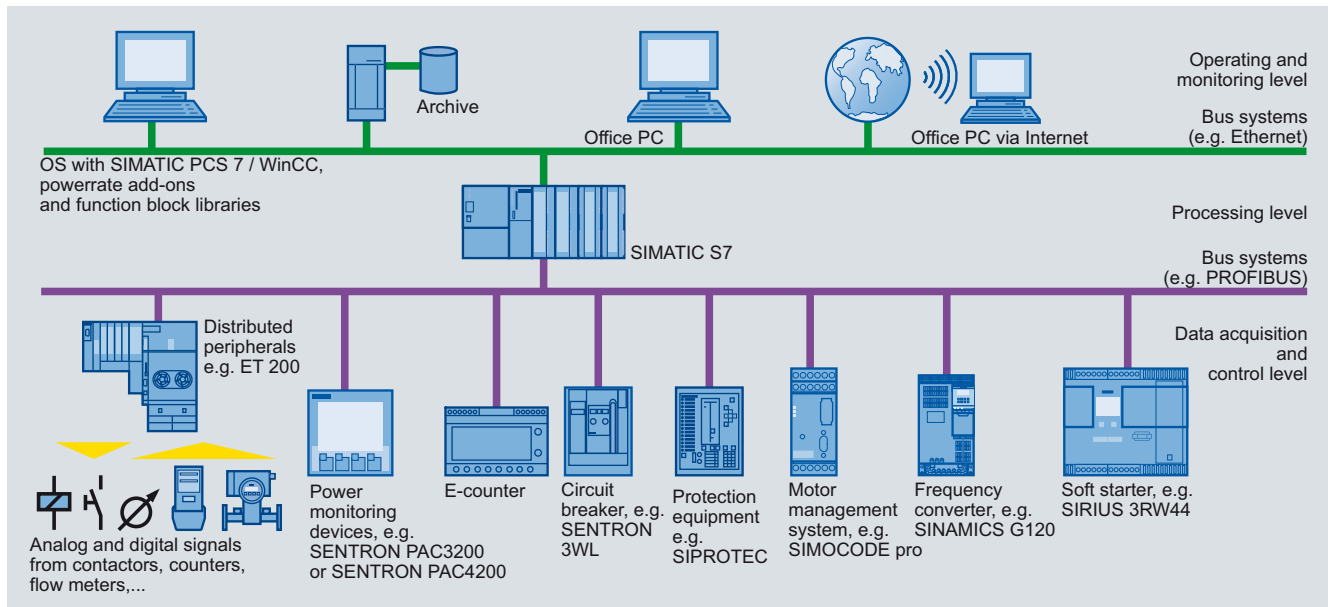 Operating and
monitoring level
Archive
Office PC
Office PC via Internet
Bus systems
(e.g. Ethernet)
OS with SIMATIC PCS 7 / WinCC,
powerrate add-ons
and function block libraries
Processing level
SIMATIC S7
Bus systems
(e.g. PROFIBUS)
Distributed
peripherals
e.g. ET 200
Data acquisition
and
control level
Analog and digital signals
from contactors, counters,
flow meters,...
Power
monitoring
devices, e.g.
SENTRON PAC3200
or SENTRON PAC4200
E-counter
Circuit
breaker, e.g.
SENTRON
3WL
Protection
equipment
e.g.
SIPROTEC
Motor
management
system, e.g.
SIMOCODE pro
Frequency
converter, e.g.
SINAMICS G120
Soft starter, e.g.
SIRIUS 3RW44